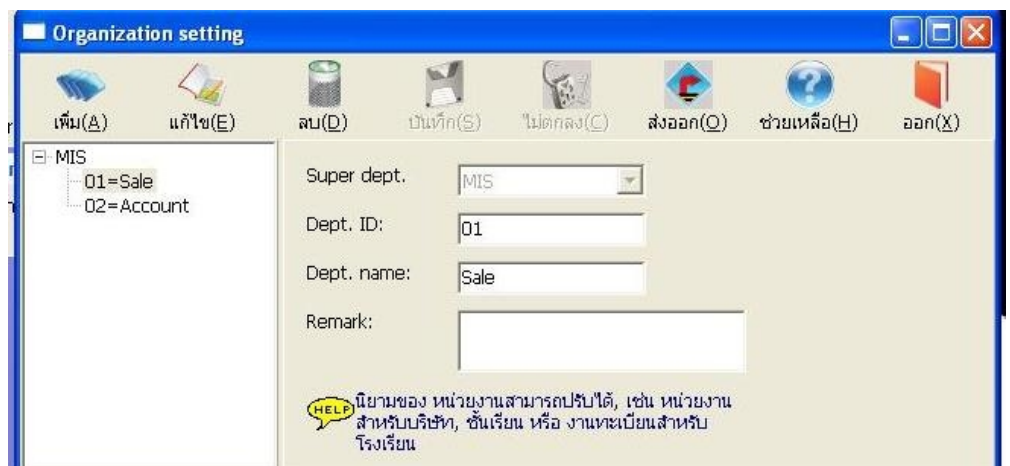 Organization setting
เพิ่ม(A) แก้ไข(E) ลบ(D) บันทึก(S) ไม่ตกลง(C) ส่งออก(O) ช่วยเหลือ(H) ออก(X)
MIS
01=Sale
02=Account
Super dept. MIS
Dept. ID: 01
Dept. name: Sale
Remark:
HELP
นิยามของ หน่วยงานสามารถปรับได้, เช่น หน่วยงาน
สำหรับบริษัท, ชั้นเรียน หรือ งานทะเบียนสำหรับ
โรงเรียน